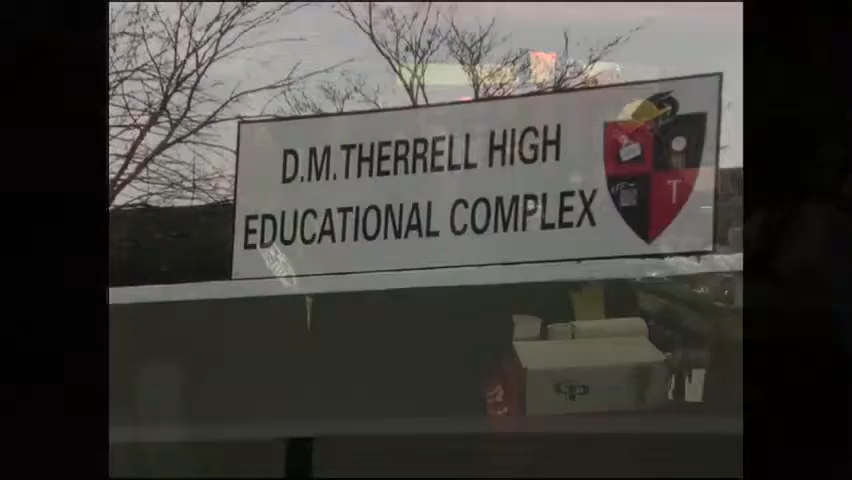 D.M. THERRELL HIGH
EDUCATIONAL COMPLEX
T